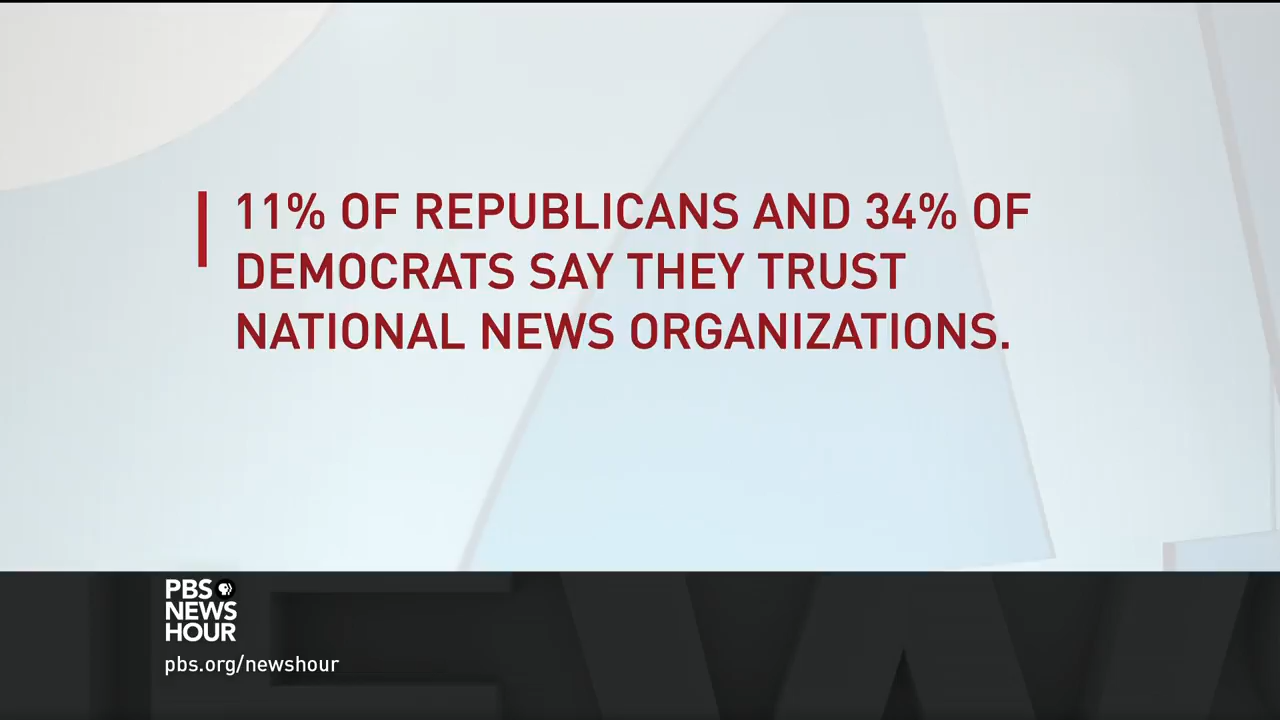 11% OF REPUBLICANS AND 34% OF
DEMOCRATS SAY THEY TRUST
NATIONAL NEWS ORGANIZATIONS.
PBS
NEWS
HOUR
pbs.org/newshour